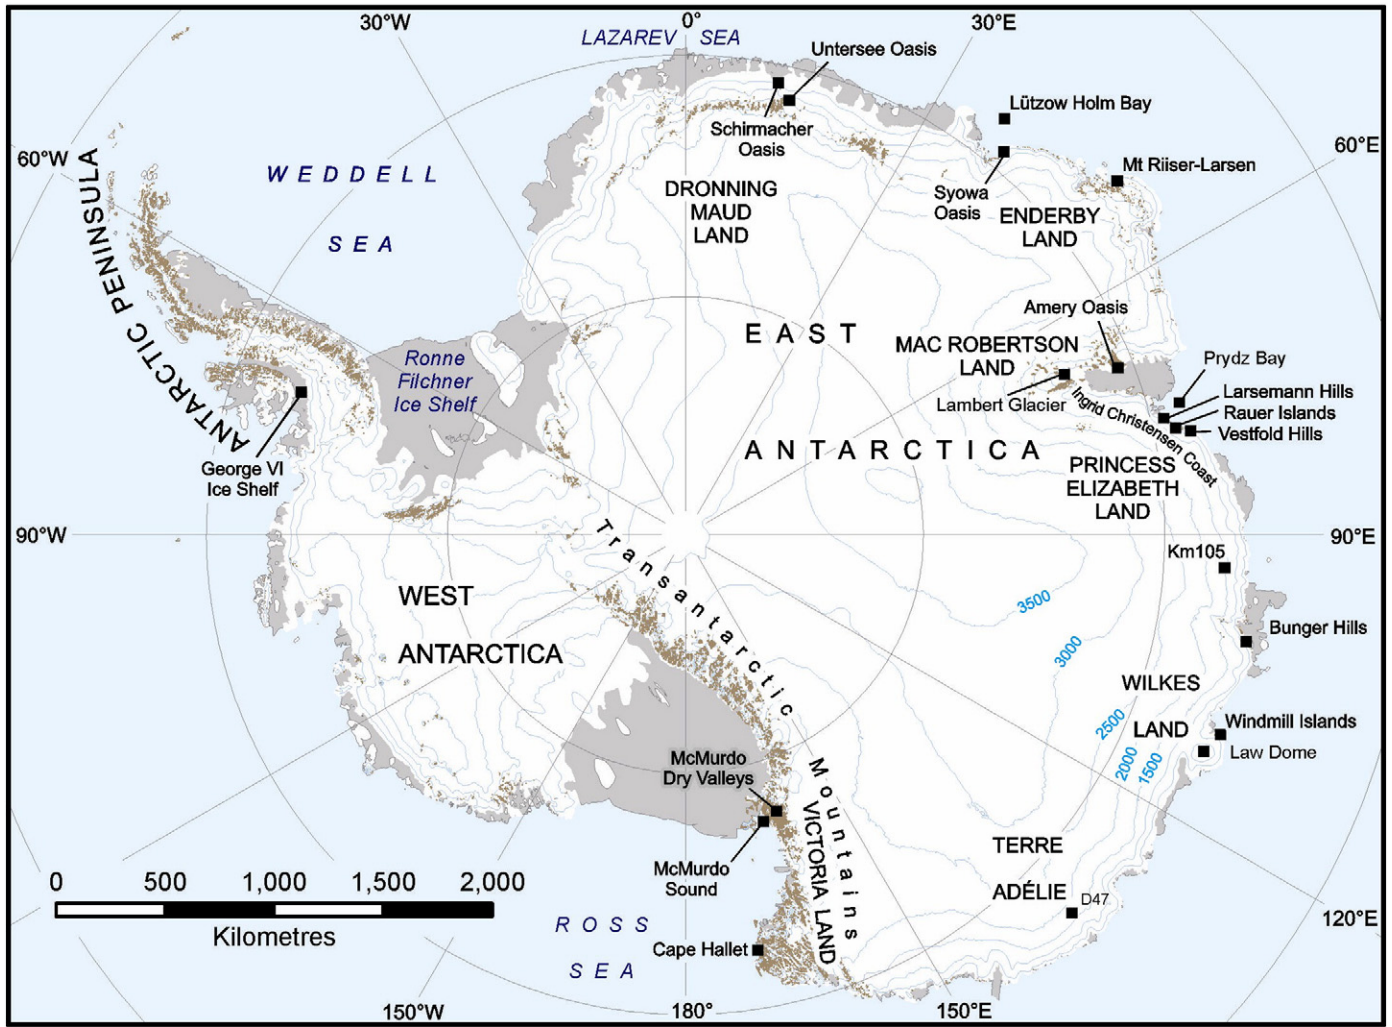 30°W
0°
30°E
LAZAREV SEA
Untersee Oasis
Lützow Holm Bay
Schirmacher
Oasis
60°W
60°E
WEDDELL
SEA
Mt Riiser-Larsen
DRONNING
MAUD
LAND
Syowa
Oasis
ENDERBY
LAND
ANTARCTIC PENINSULA
Amery Oasis
EAST
MAC ROBERTSON
LAND
Prydz Bay
Ronne
Filchner
Ice Shelf
Larsemann Hills
Lambert Glacier
Rauer Islands
Ingrid Christensen Coast
Vestfold Hills
ANTARCTICA
George VI
Ice Shelf
PRINCESS
ELIZABETH
LAND
90°W
90°E
Transantarctic
Mountains
Km105
WEST
ANTARCTICA
3500
3000
2500
2000
1500
Bunger Hills
WILKES
LAND
Windmill Islands
Law Dome
McMurdo
Dry Valleys
VICTORIA LAND
TERRE
ADÉLIE
D47
McMurdo
Sound
0 500 1,000 1,500 2,000
Kilometres
ROSS
SEA
Cape Hallet
120°E
150°W
180°
150°E